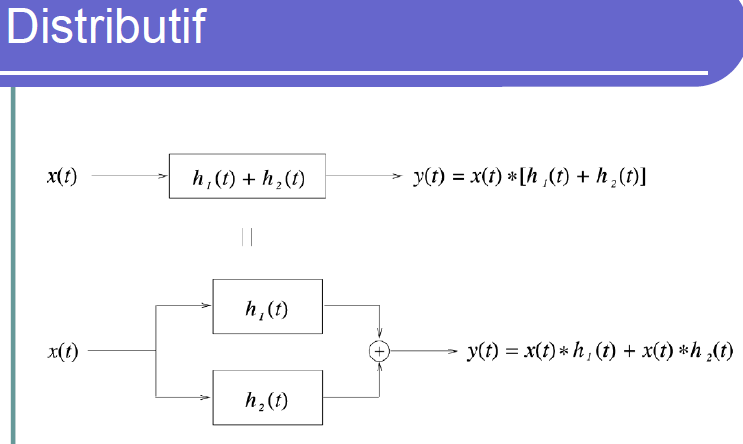 Distributif
x(t)
h₁(t) + h₂(t)
y(t) = x(t) *[h₁(t) + h₂(t)]
||
h₁(t)
x(t)
+
y(t) = x(t) * h₁(t) + x(t) *h₂(t)
h₂(t)